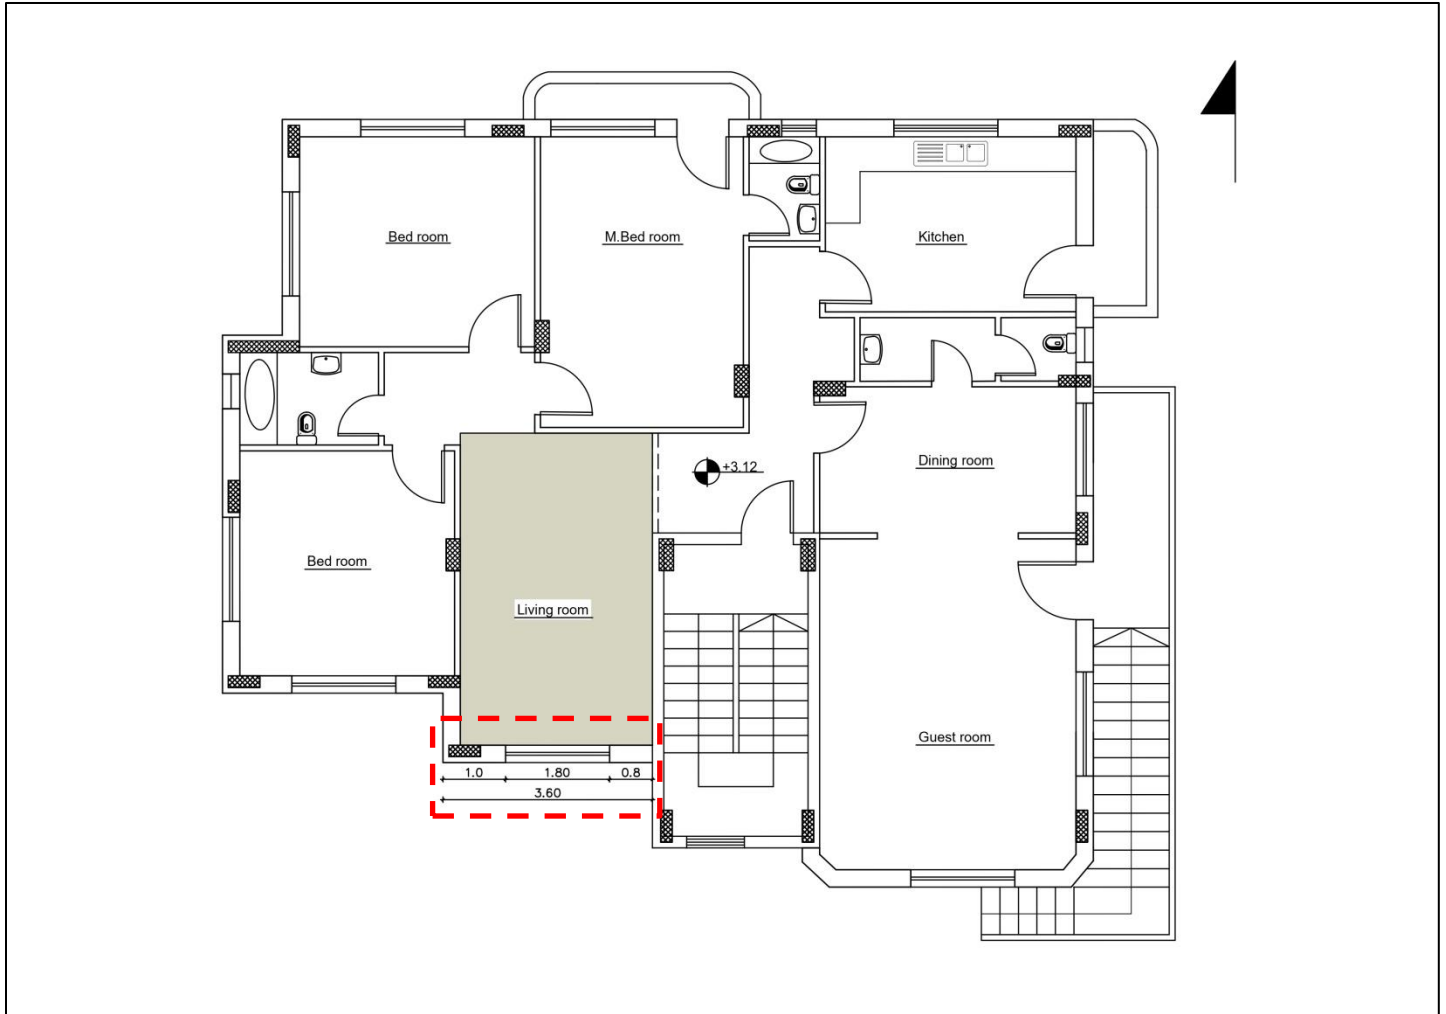 Bed room
M.Bed room
Kitchen
Dining room
+3.12
Bed room
Living room
Guest room
1.0 1.80 0.8
3.60